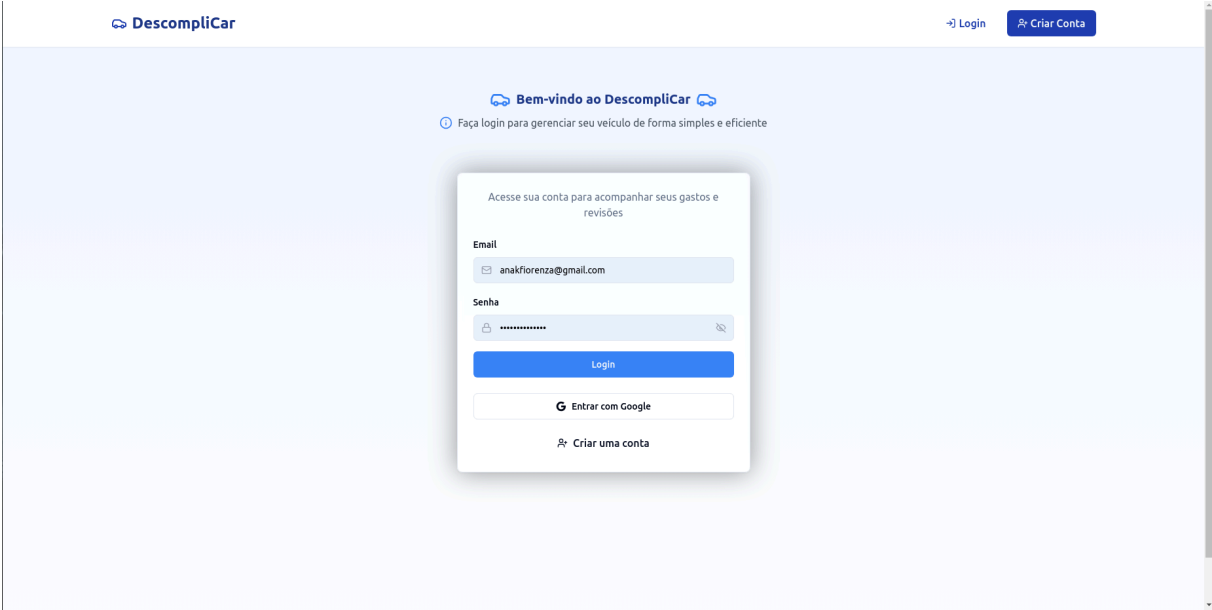 DescompliCar
Login
Criar Conta
Bem-vindo ao DescompliCar
Faça login para gerenciar seu veículo de forma simples e eficiente
Acesse sua conta para acompanhar seus gastos e
revisões
Email
anakfiorenza@gmail.com
Senha
••••••••••••••
Login
Entrar com Google
Criar uma conta